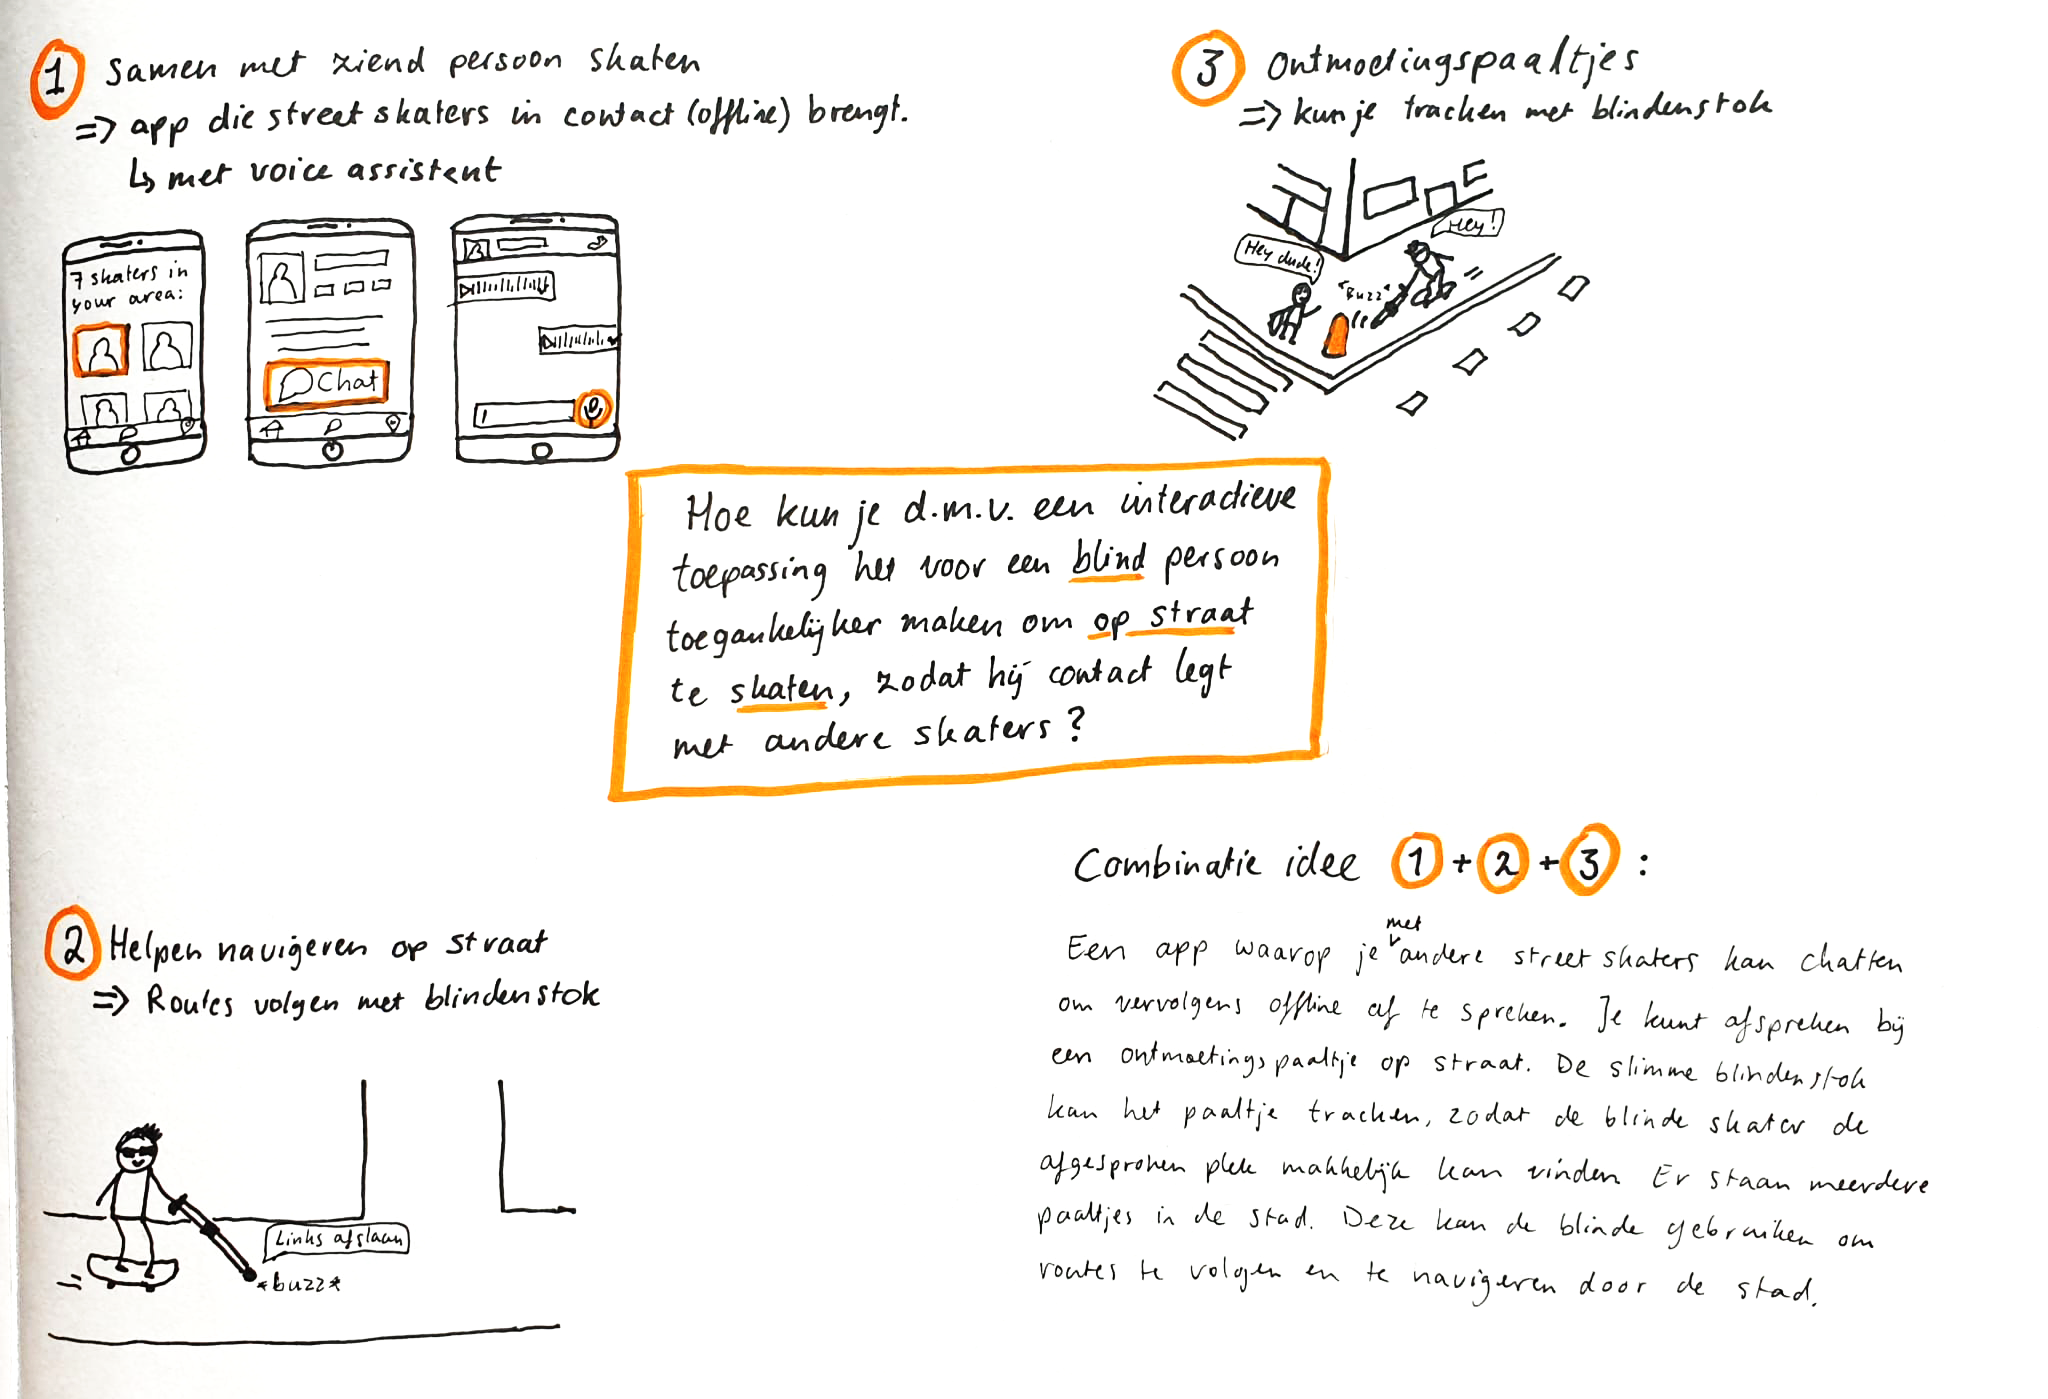 1 Samen met ziend persoon skaten
=> app die street skaters in contact (offline) brengt.
↳ met voice assistent
7 skaters in
your area:
Chat
3 Ontmoetingspaaltjes
=> kun je tracken met blindenstok
Hey dude!
Hey!
"Buzz"
Hoe kun je d.m.v. een interactieve
toepassing het voor een blind persoon
toegankelijker maken om op straat
te skaten, zodat hij contact legt
met andere skaters?
2 Helpen navigeren op straat
=> Routes volgen met blindenstok
Links afslaan
*buzz*
Combinatie idee 1 + 2 + 3 :
Een app waarop je met andere street skaters kan chatten
om vervolgens offline af te spreken. Je kunt afspreken bij
een ontmoetingspaaltje op straat. De slimme blindenstok
kan het paaltje tracken, zodat de blinde skater de
afgesproken plek makkelijk kan vinden. Er staan meerdere
paaltjes in de stad. Deze kan de blinde gebruiken om
routes te volgen en te navigeren door de stad.